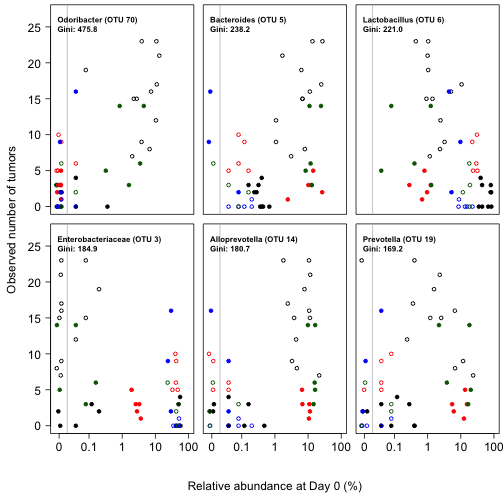 Odoribacter (OTU 70)
Gini: 475.8
Bacteroides (OTU 5)
Gini: 238.2
Lactobacillus (OTU 6)
Gini: 221.0
25
20
15
10
5
0
Enterobacteriaceae (OTU 3)
Gini: 184.9
Alloprevotella (OTU 14)
Gini: 180.7
Prevotella (OTU 19)
Gini: 169.2
25
20
15
10
5
0
Observed number of tumors
0 0.1 1 10 100
0 0.1 1 10 100
0 0.1 1 10 100
Relative abundance at Day 0 (%)